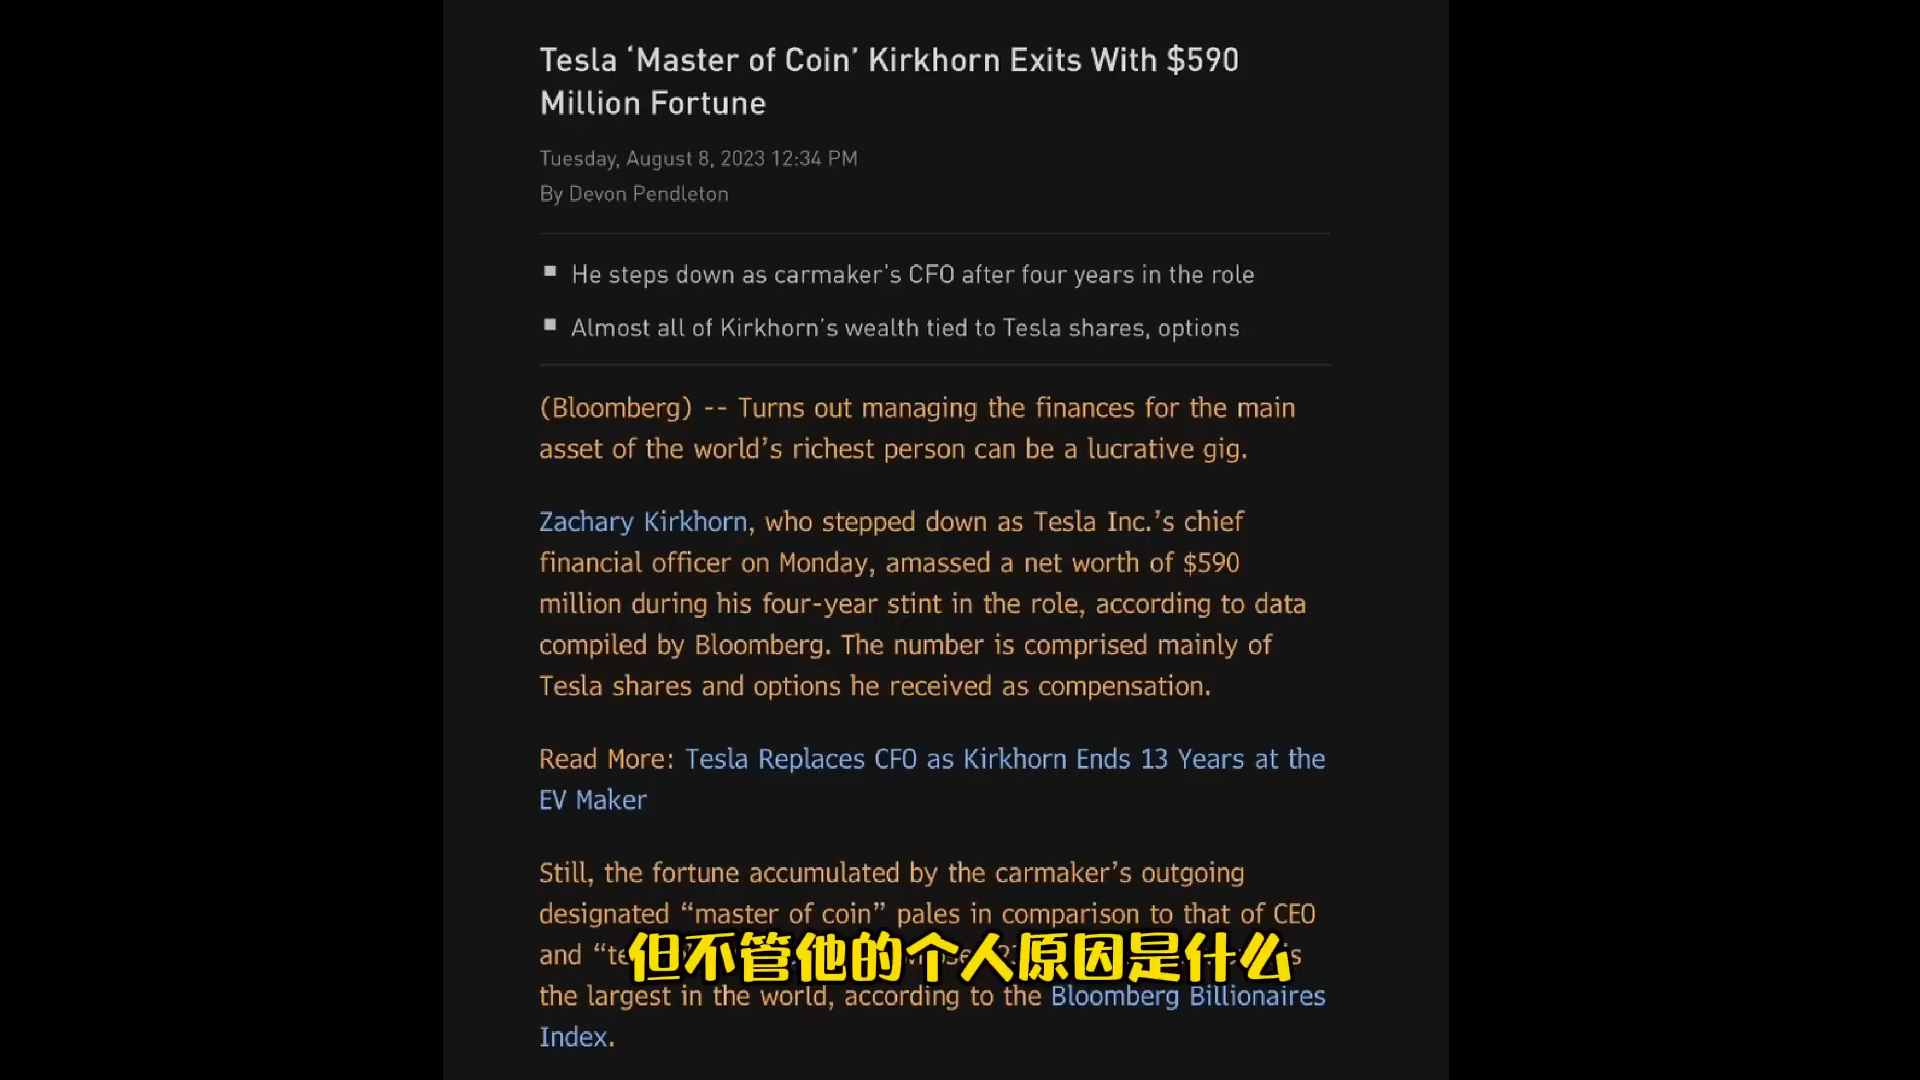 Tesla ‘Master of Coin’ Kirkhorn Exits With $590
Million Fortune
Tuesday, August 8, 2023 12:34 PM
By Devon Pendleton
He steps down as carmaker's CFO after four years in the role
Almost all of Kirkhorn's wealth tied to Tesla shares, options
(Bloomberg) -- Turns out managing the finances for the main
asset of the world’s richest person can be a lucrative gig.
Zachary Kirkhorn, who stepped down as Tesla Inc.’s chief
financial officer on Monday, amassed a net worth of $590
million during his four-year stint in the role, according to data
compiled by Bloomberg. The number is comprised mainly of
Tesla shares and options he received as compensation.
Read More: Tesla Replaces CFO as Kirkhorn Ends 13 Years at the
EV Maker
Still, the fortune accumulated by the carmaker’s outgoing
designated “master of coin” pales in comparison to that of CEO
and
但不管他的个人原因是什么
the largest in the world, according to the Bloomberg Billionaires
Index.